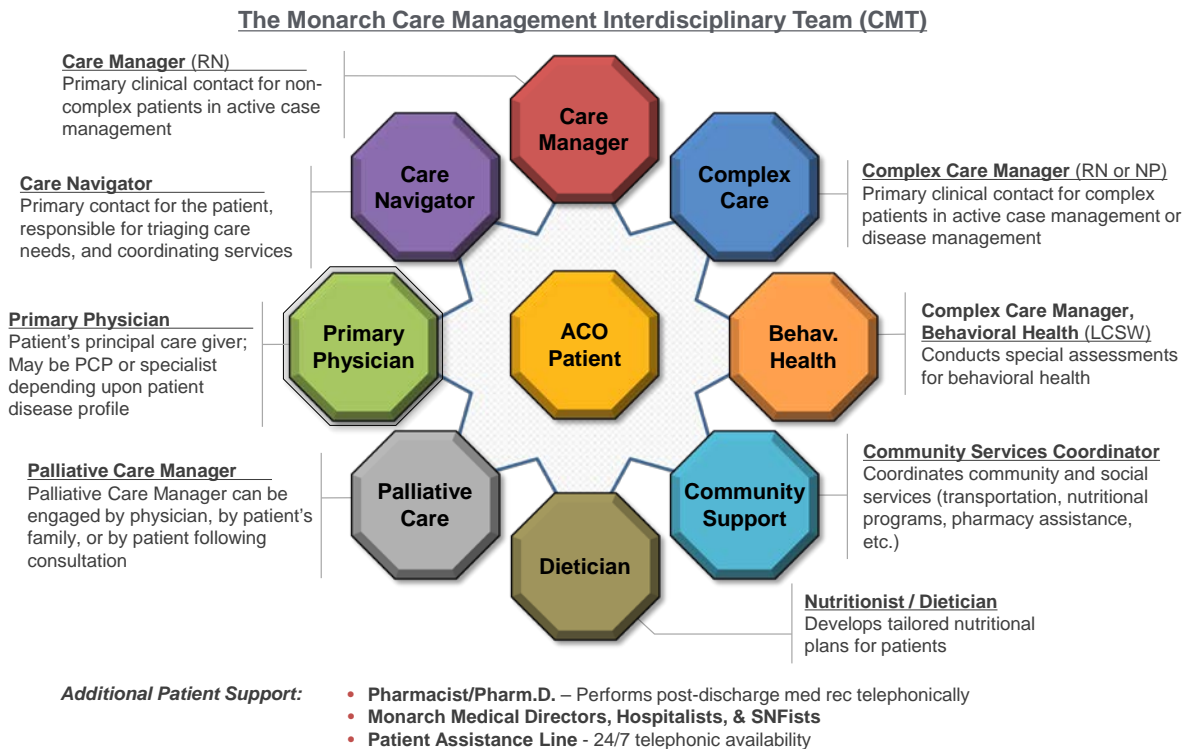 The Monarch Care Management Interdisciplinary Team (CMT)
Care Manager (RN)
Primary clinical contact for non-
complex patients in active case
management
Care
Manager
Care
Navigator
Complex
Care
Care Navigator
Primary contact for the patient,
responsible for triaging care
needs, and coordinating services
Complex Care Manager (RN or NP)
Primary clinical contact for complex
patients in active case management or
disease management
Primary Physician
Patient's principal care giver;
May be PCP or specialist
depending upon patient
disease profile
Primary
Physician
ACO
Patient
Behav.
Health
Complex Care Manager,
Behavioral Health (LCSW)
Conducts special assessments
for behavioral health
Palliative Care Manager
Palliative Care Manager can be
engaged by physician, by patient's
family, or by patient following
consultation
Palliative
Care
Community
Support
Community Services Coordinator
Coordinates community and social
services (transportation, nutritional
programs, pharmacy assistance,
etc.)
Dietician
Nutritionist / Dietician
Develops tailored nutritional
plans for patients
Additional Patient Support:
• Pharmacist/Pharm.D. – Performs post-discharge med rec telephonically
• Monarch Medical Directors, Hospitalists, & SNFists
• Patient Assistance Line - 24/7 telephonic availability